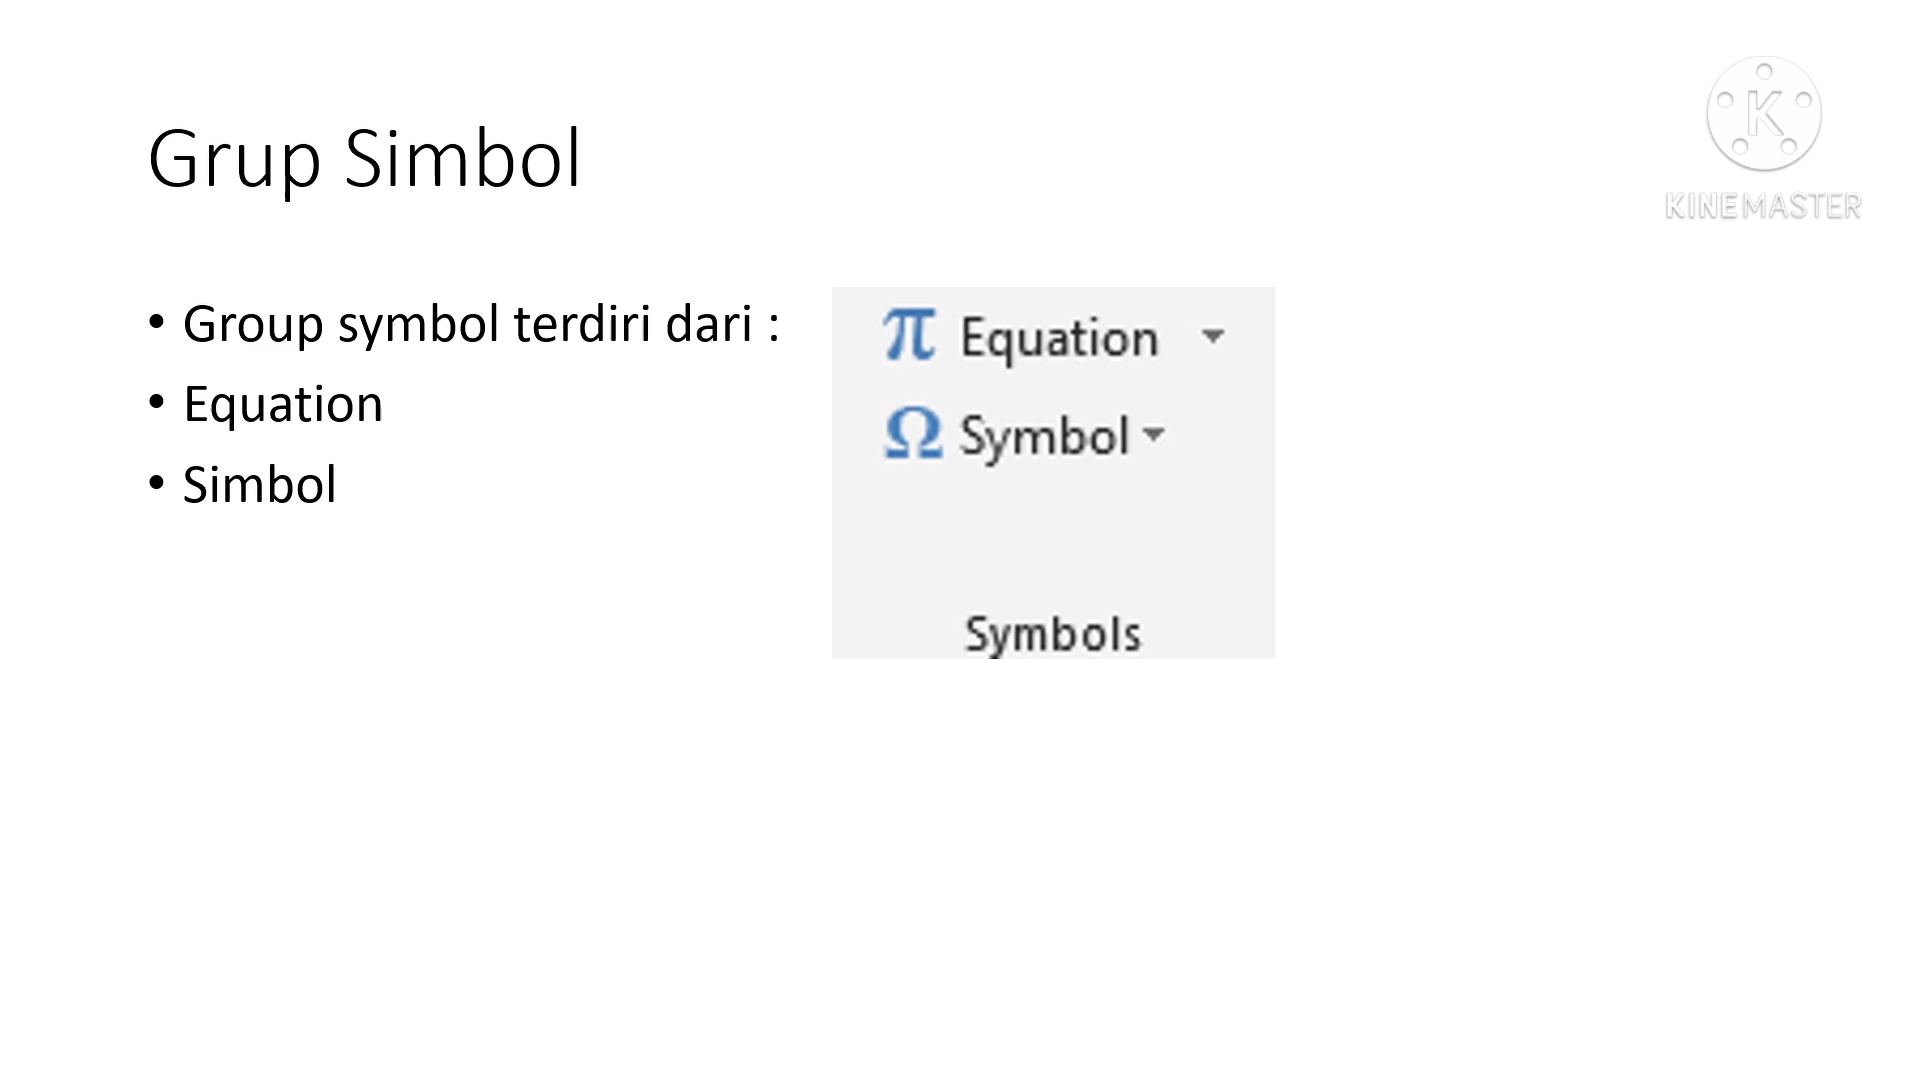 Grup Simbol
K
KINEMASTER
• Group symbol terdiri dari :
• Equation
• Simbol
π Equation
Ω Symbol
Symbols